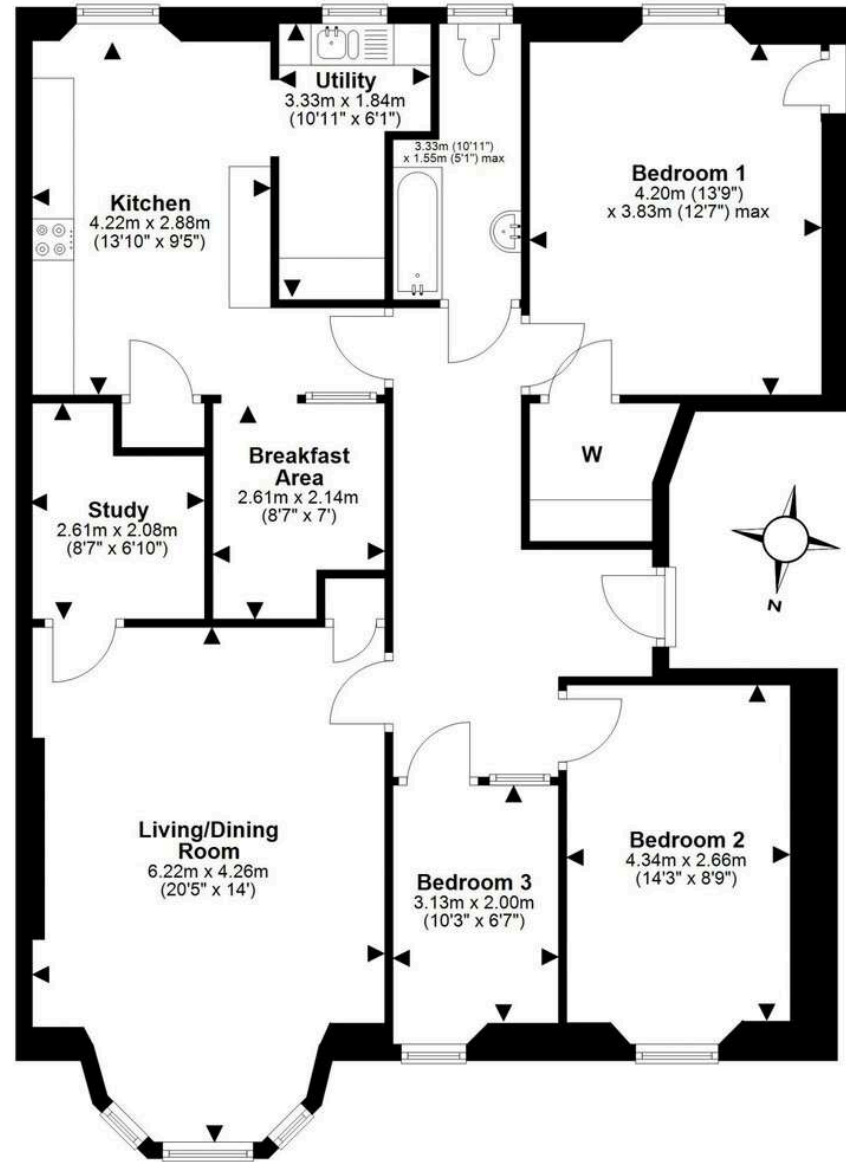 Utility
3.33m x 1.84m
(10'11" x 6'1")
3.33m (10'11")
x 1.55m (5'1") max
Kitchen
4.22m x 2.88m
(13'10" x 9'5")
Bedroom 1
4.20m (13'9")
x 3.83m (12'7") max
Breakfast
Area
2.61m x 2.14m
(8'7" x 7')
W
Study
2.61m x 2.08m
(8'7" x 6'10")
N
Living/Dining
Room
6.22m x 4.26m
(20'5" x 14')
Bedroom 3
3.13m x 2.00m
(10'3" x 6'7")
Bedroom 2
4.34m x 2.66m
(14'3" x 8'9")